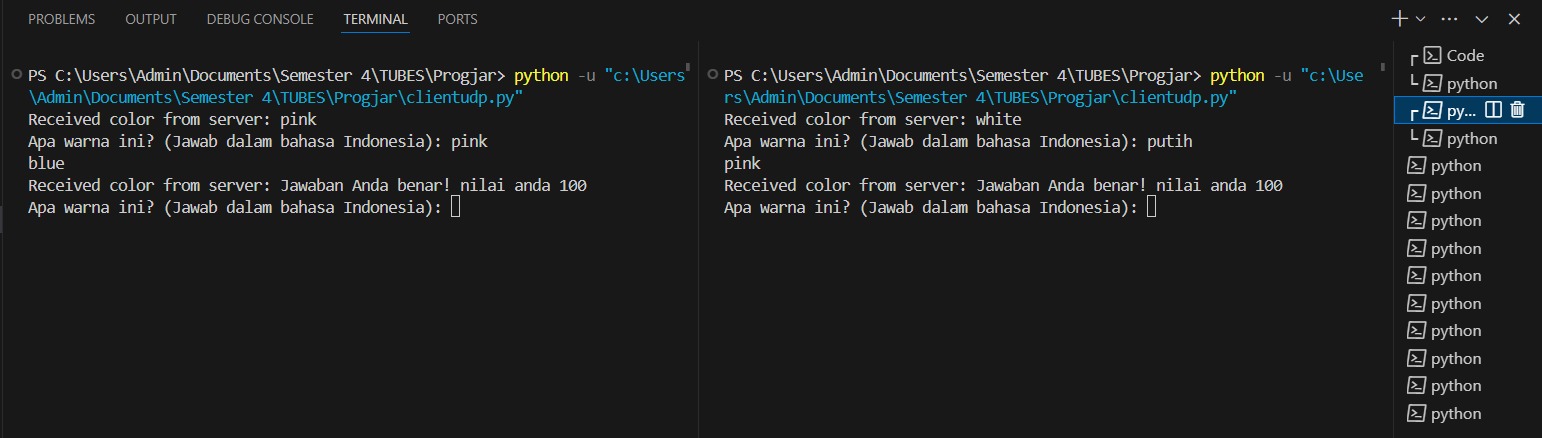 PROBLEMS OUTPUT DEBUG CONSOLE TERMINAL PORTS
PS C:\Users\Admin\Documents\Semester 4\TUBES\Progjar> python -u "c:\Users
\Admin\Documents\Semester 4\TUBES\Progjar\clientudp.py"
Received color from server: pink
Apa warna ini? (Jawab dalam bahasa Indonesia): pink
blue
Received color from server: Jawaban Anda benar! nilai anda 100
Apa warna ini? (Jawab dalam bahasa Indonesia):
PS C:\Users\Admin\Documents\Semester 4\TUBES\Progjar> python -u "c:\Use
rs\Admin\Documents\Semester 4\TUBES\Progjar\clientudp.py"
Received color from server: white
Apa warna ini? (Jawab dalam bahasa Indonesia): putih
pink
Received color from server: Jawaban Anda benar! nilai anda 100
Apa warna ini? (Jawab dalam bahasa Indonesia):
Code
python
py...
python
python
python
python
python
python
python
python
python
python
python